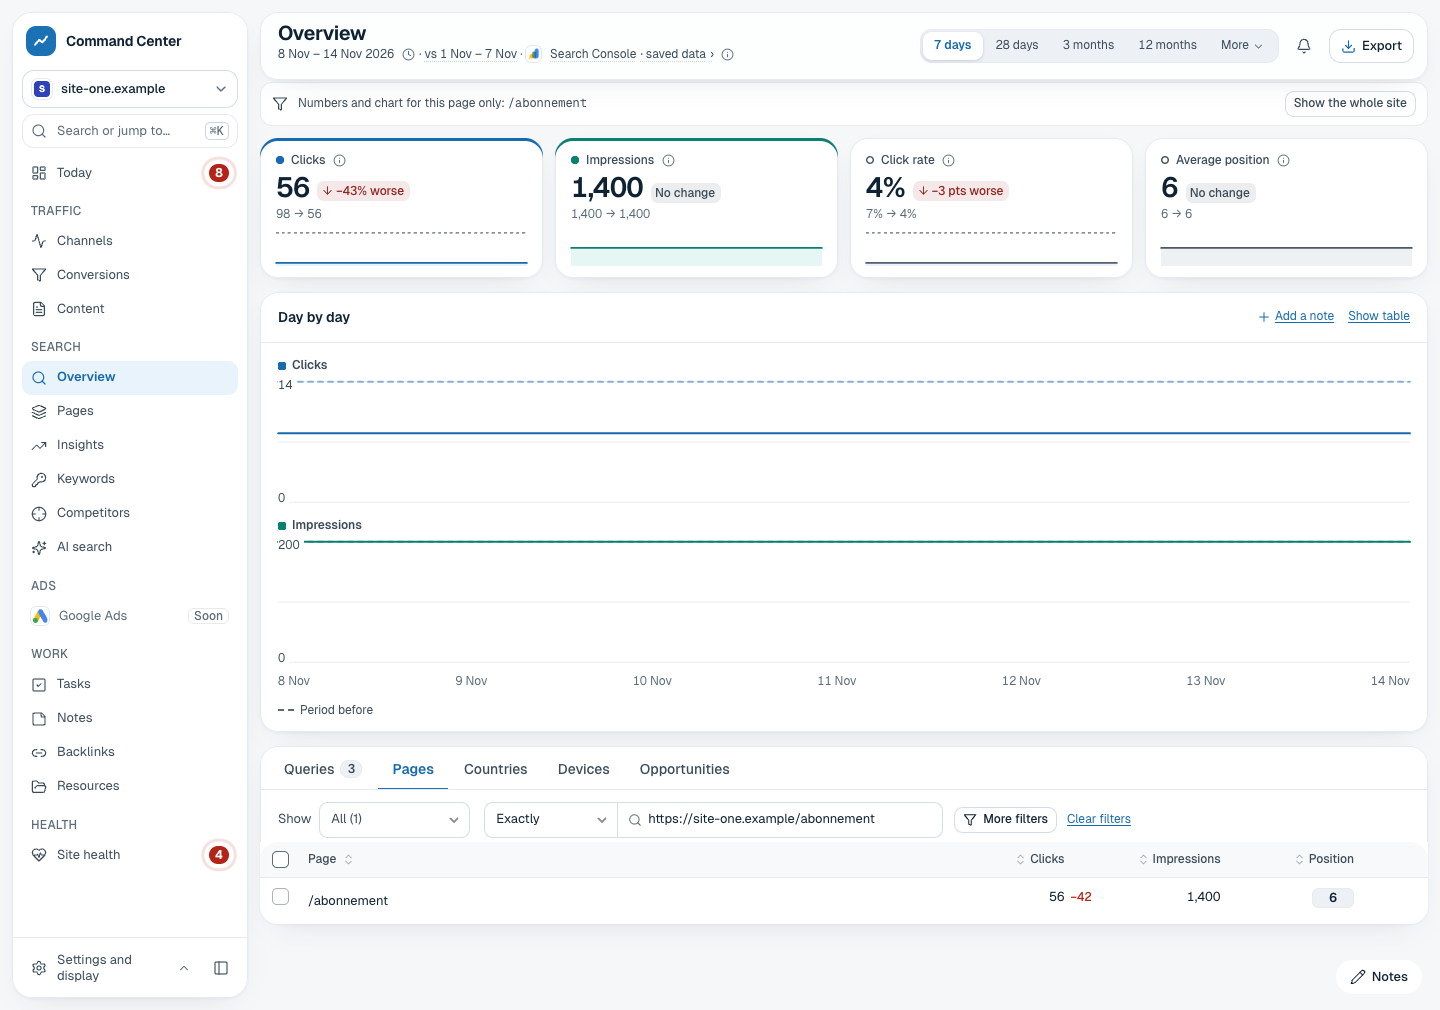 Command Center
S site-one.example
Search or jump to… ⌘K
Today 8
TRAFFIC
Channels
Conversions
Content
SEARCH
Overview
Pages
Insights
Keywords
Competitors
AI search
ADS
Google Ads Soon
WORK
Tasks
Notes
Backlinks
Resources
HEALTH
Site health 4
Settings and
display
Overview
8 Nov – 14 Nov 2026 · vs 1 Nov – 7 Nov · Search Console · saved data ›
7 days 28 days 3 months 12 months More Export
Numbers and chart for this page only: /abonnement Show the whole site
Clicks
56 ↓ −43% worse
98 → 56
Impressions
1,400 No change
1,400 → 1,400
Click rate
4% ↓ −3 pts worse
7% → 4%
Average position
6 No change
6 → 6
Day by day Add a note Show table
Clicks
14
0
Impressions
200
0
8 Nov 9 Nov 10 Nov 11 Nov 12 Nov 13 Nov 14 Nov
Period before
Queries 3 Pages Countries Devices Opportunities
Show All (1) Exactly https://site-one.example/abonnement More filters Clear filters
Page Clicks Impressions Position
/abonnement 56 −42 1,400 6
Notes